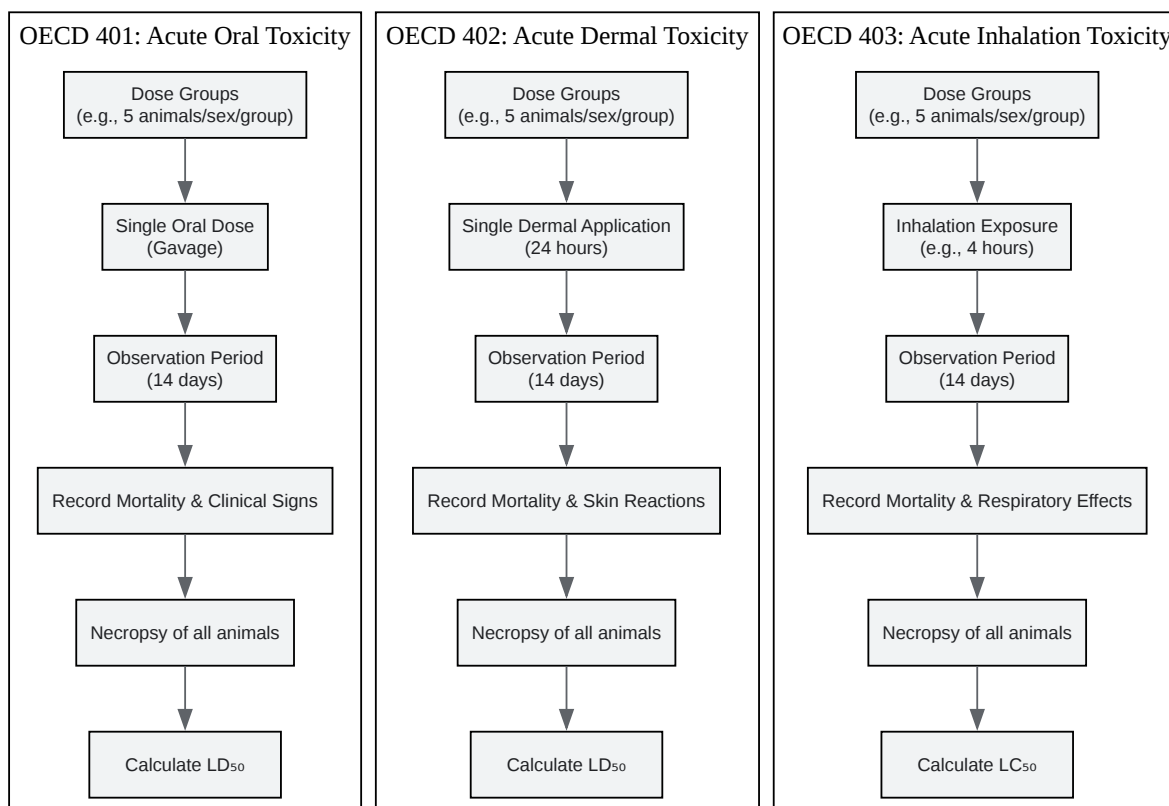 OECD 401: Acute Oral Toxicity
Dose Groups
(e.g., 5 animals/sex/group)
Single Oral Dose
(Gavage)
Observation Period
(14 days)
Record Mortality & Clinical Signs
Necropsy of all animals
Calculate LD₅₀
OECD 402: Acute Dermal Toxicity
Dose Groups
(e.g., 5 animals/sex/group)
Single Dermal Application
(24 hours)
Observation Period
(14 days)
Record Mortality & Skin Reactions
Necropsy of all animals
Calculate LD₅₀
OECD 403: Acute Inhalation Toxicity
Dose Groups
(e.g., 5 animals/sex/group)
Inhalation Exposure
(e.g., 4 hours)
Observation Period
(14 days)
Record Mortality & Respiratory Effects
Necropsy of all animals
Calculate LC₅₀